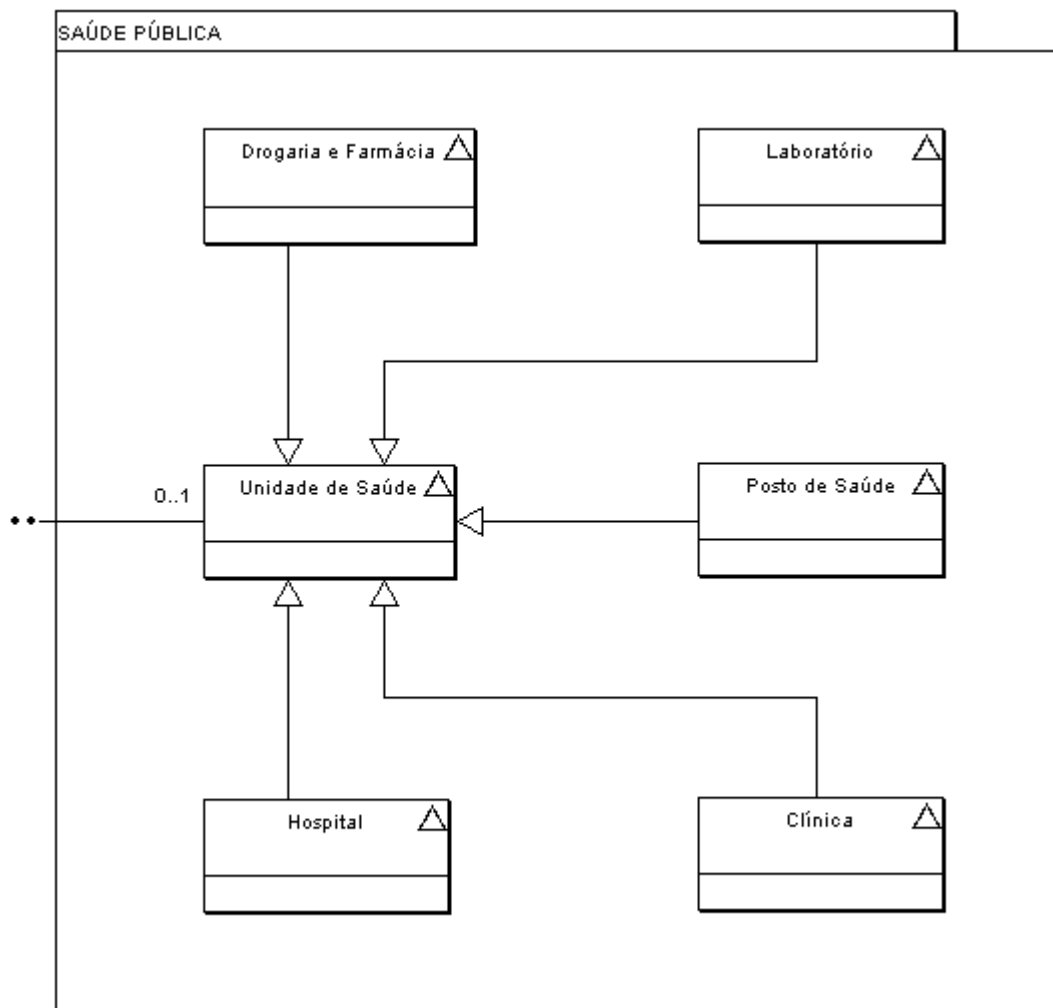 SAÚDE PÚBLICA
Drogaria e Farmácia
Laboratório
0..1
Unidade de Saúde
Posto de Saúde
Hospital
Clínica